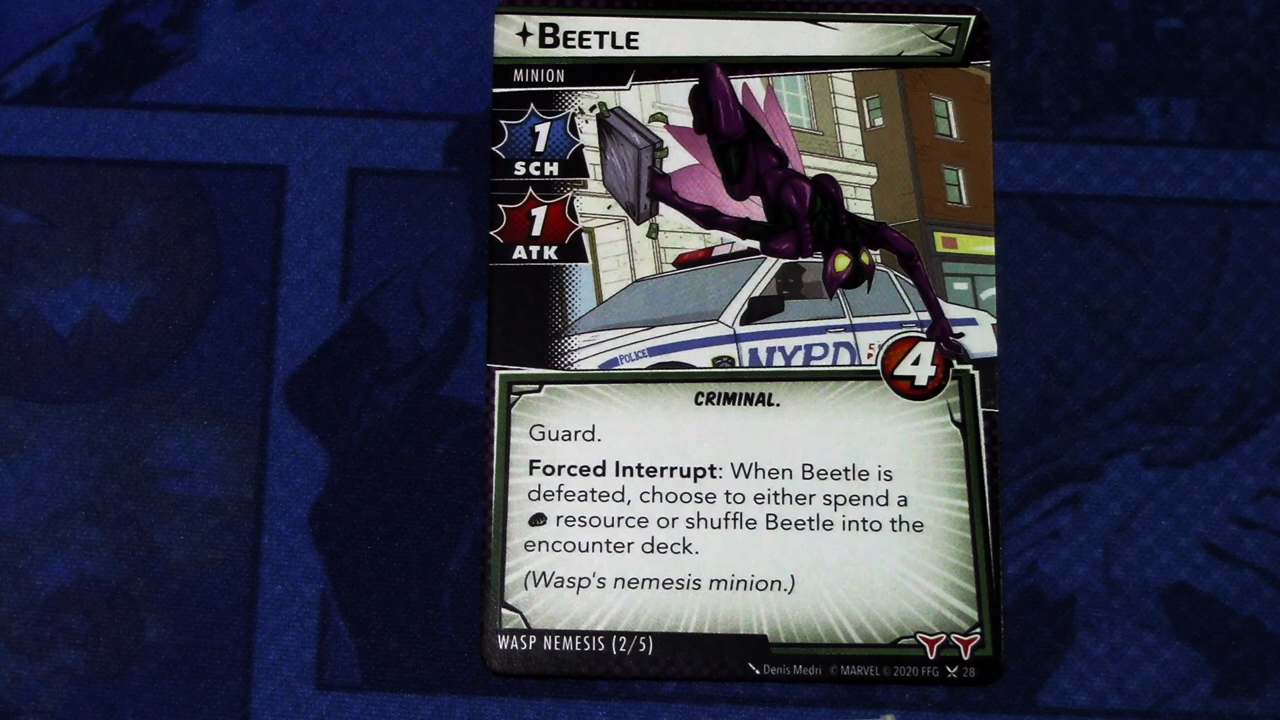 BEETLE
MINION
1
SCH
1
ATK
POLICE
NYPD
4
CRIMINAL.
Guard.
Forced Interrupt: When Beetle is
defeated, choose to either spend a
resource or shuffle Beetle into the
encounter deck.
(Wasp's nemesis minion.)
WASP NEMESIS (2/5)
Denis Medri © MARVEL © 2020 FFG 28